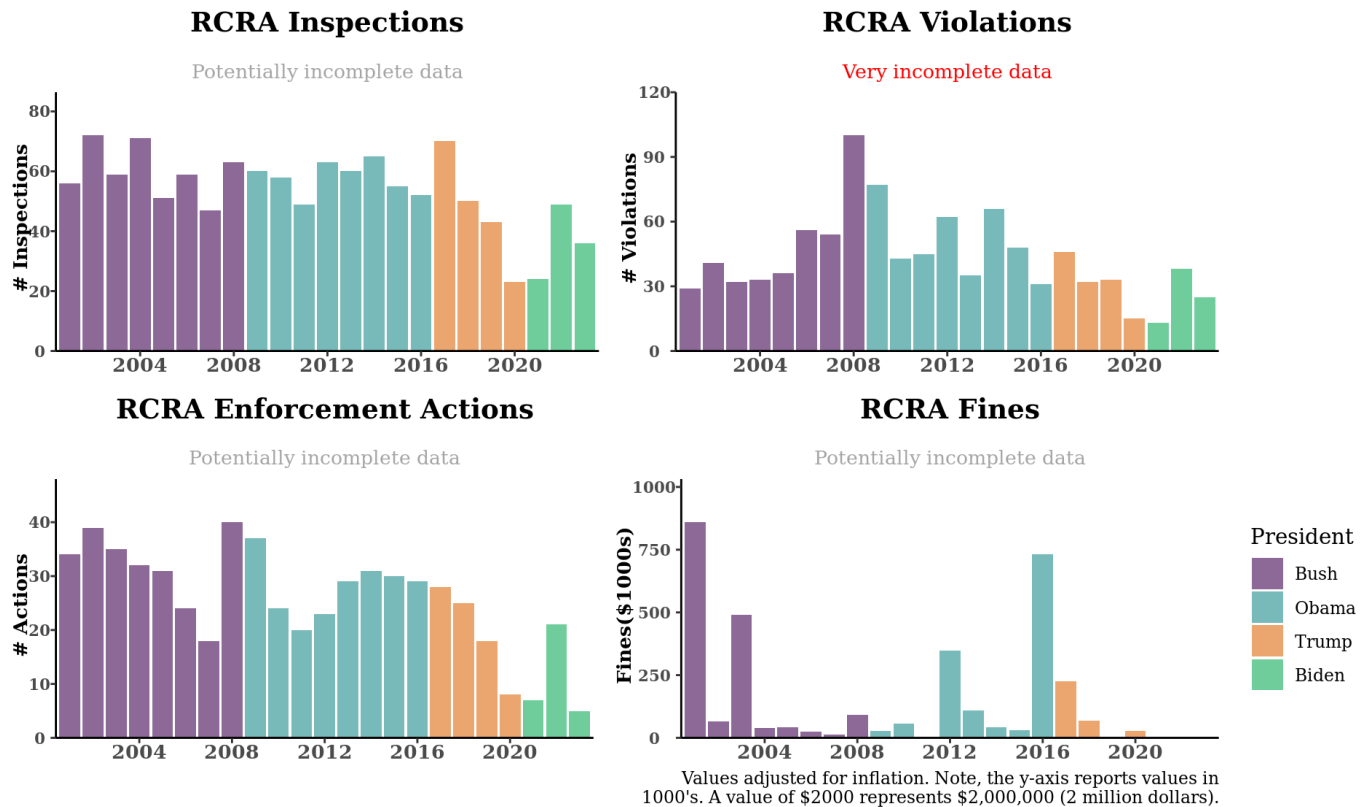 RCRA Inspections
Potentially incomplete data
# Inspections
80
60
40
20
0
2004 2008 2012 2016 2020
RCRA Violations
Very incomplete data
# Violations
120
90
60
30
0
2004 2008 2012 2016 2020
RCRA Enforcement Actions
Potentially incomplete data
# Actions
40
30
20
10
0
2004 2008 2012 2016 2020
RCRA Fines
Potentially incomplete data
Fines($1000s)
1000
750
500
250
0
2004 2008 2012 2016 2020
President
Bush
Obama
Trump
Biden
Values adjusted for inflation. Note, the y-axis reports values in
1000's. A value of $2000 represents $2,000,000 (2 million dollars).